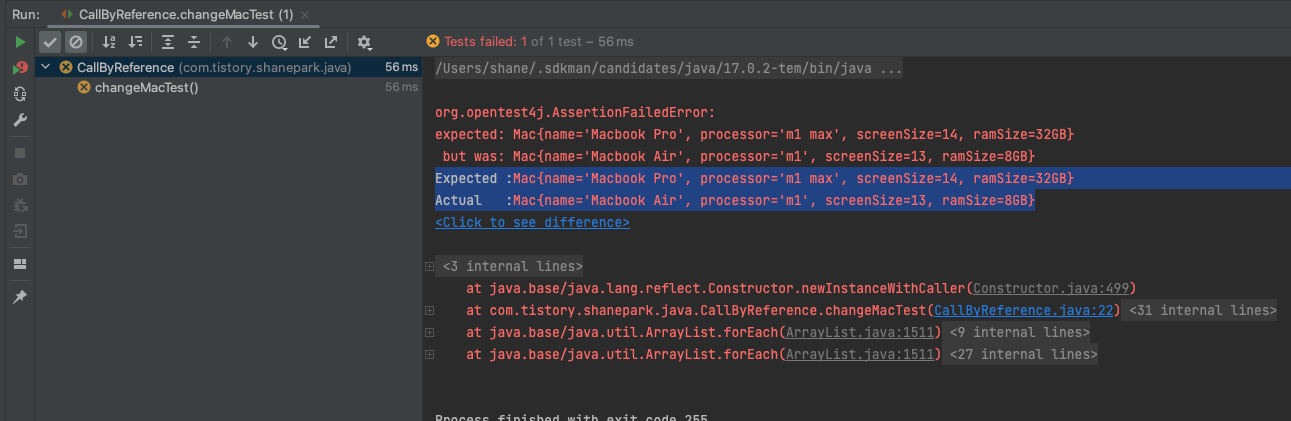 Run: CallByReference.changeMacTest (1)
Tests failed: 1 of 1 test – 56 ms
CallByReference (com.tistory.shanepark.java) 56 ms
changeMacTest() 56 ms
/Users/shane/.sdkman/candidates/java/17.0.2-tem/bin/java ...
org.opentest4j.AssertionFailedError:
expected: Mac{name='Macbook Pro', processor='m1 max', screenSize=14, ramSize=32GB}
but was: Mac{name='Macbook Air', processor='m1', screenSize=13, ramSize=8GB}
Expected :Mac{name='Macbook Pro', processor='m1 max', screenSize=14, ramSize=32GB}
Actual   :Mac{name='Macbook Air', processor='m1', screenSize=13, ramSize=8GB}
<Click to see difference>
<3 internal lines>
at java.base/java.lang.reflect.Constructor.newInstanceWithCaller(Constructor.java:499)
at com.tistory.shanepark.java.CallByReference.changeMacTest(CallByReference.java:22) <31 internal lines>
at java.base/java.util.ArrayList.forEach(ArrayList.java:1511) <9 internal lines>
at java.base/java.util.ArrayList.forEach(ArrayList.java:1511) <27 internal lines>
Process finished with exit code 255